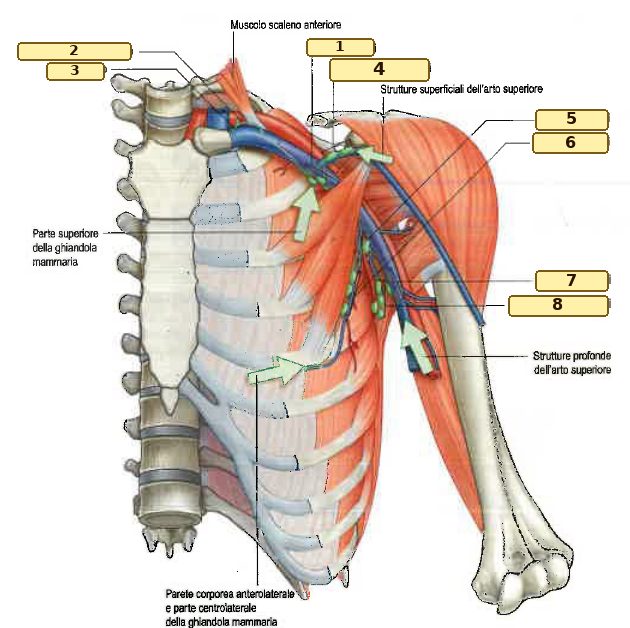 Muscolo scaleno anteriore
1
2
3
4
Strutture superficiali dell'arto superiore
5
6
Parte superiore
della ghiandola
mammaria
7
8
Strutture profonde
dell'arto superiore
Parete corporea anterolaterale
e parte centrolaterale
della ghiandola mammaria